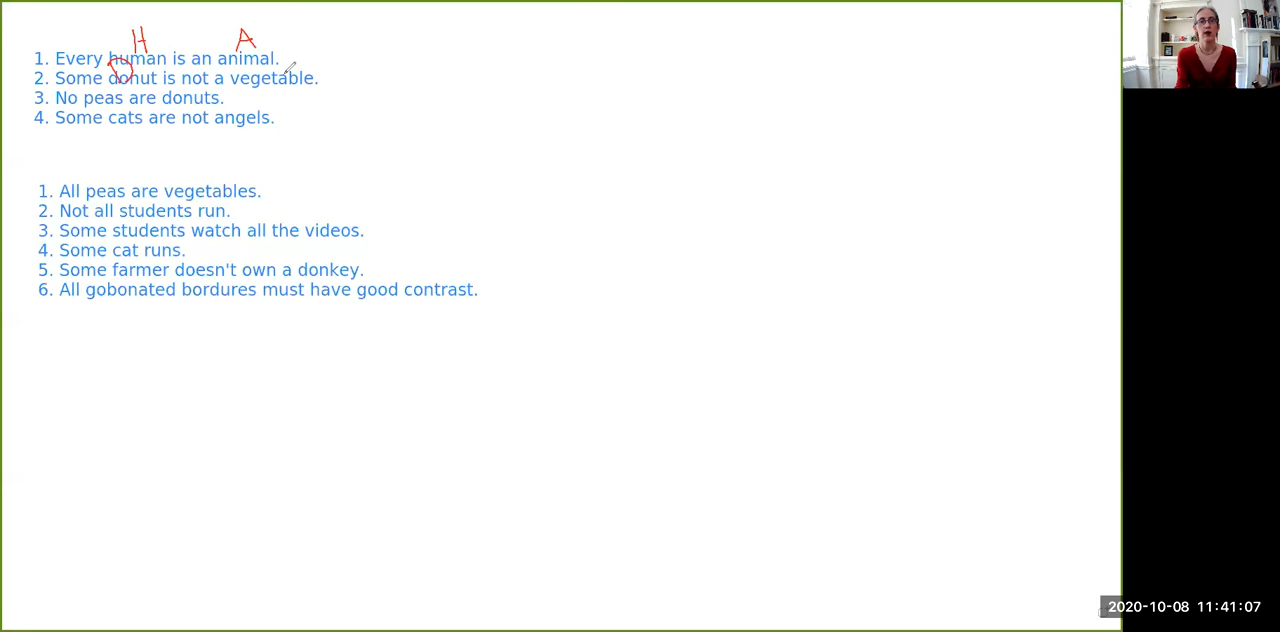 H A
1. Every human is an animal.
D
2. Some donut is not a vegetable.
3. No peas are donuts.
4. Some cats are not angels.
1. All peas are vegetables.
2. Not all students run.
3. Some students watch all the videos.
4. Some cat runs.
5. Some farmer doesn't own a donkey.
6. All gobonated bordures must have good contrast.
2020-10-08 11:41:07